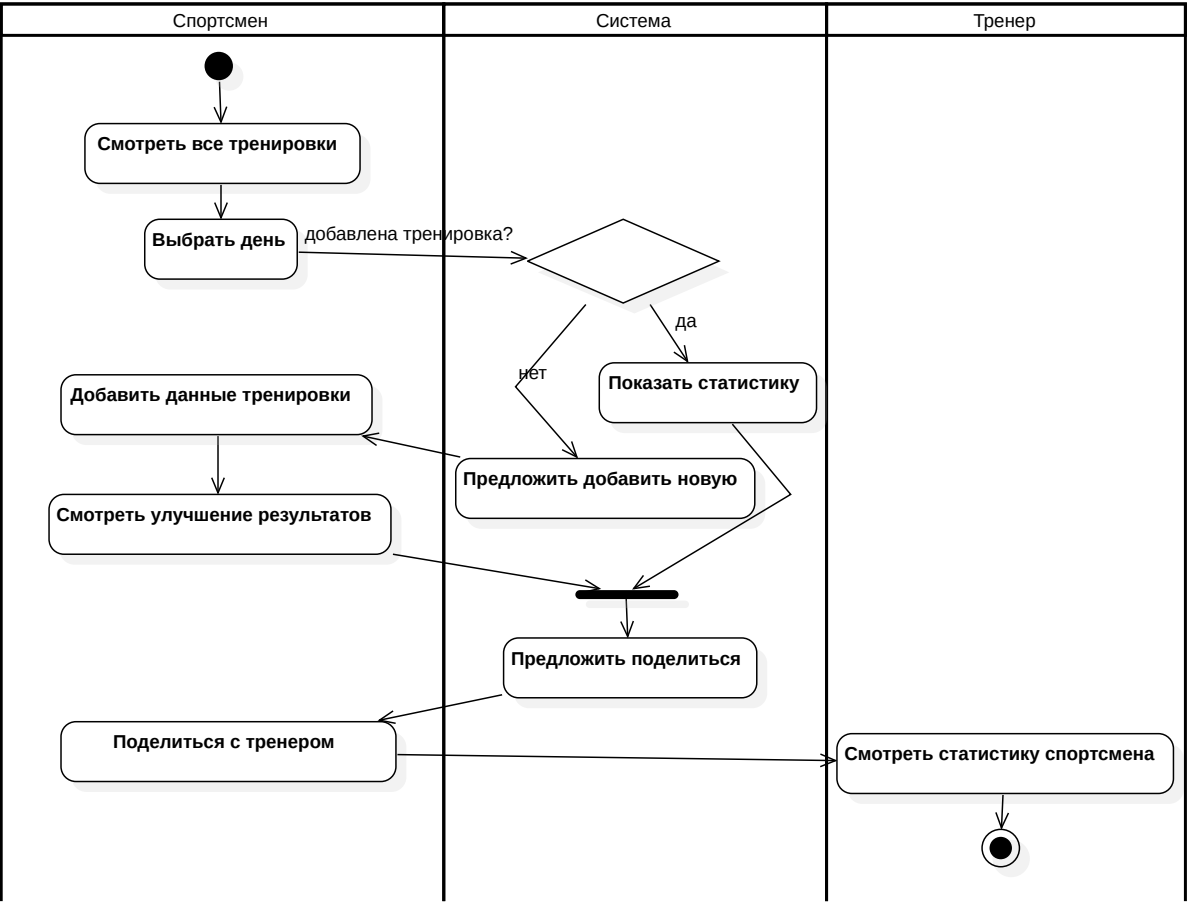 Спортсмен
Система
Тренер
Смотреть все тренировки
Выбрать день
добавлена тренировка?
да
нет
Показать статистику
Добавить данные тренировки
Предложить добавить новую
Смотреть улучшение результатов
Предложить поделиться
Поделиться с тренером
Смотреть статистику спортсмена